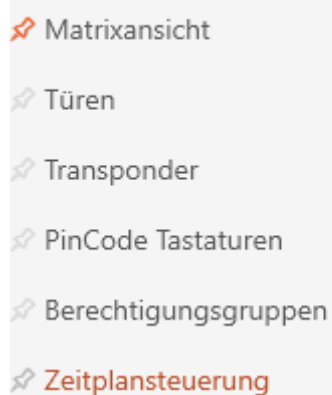 Matrixansicht
Türen
Transponder
PinCode Tastaturen
Berechtigungsgruppen
Zeitplansteuerung